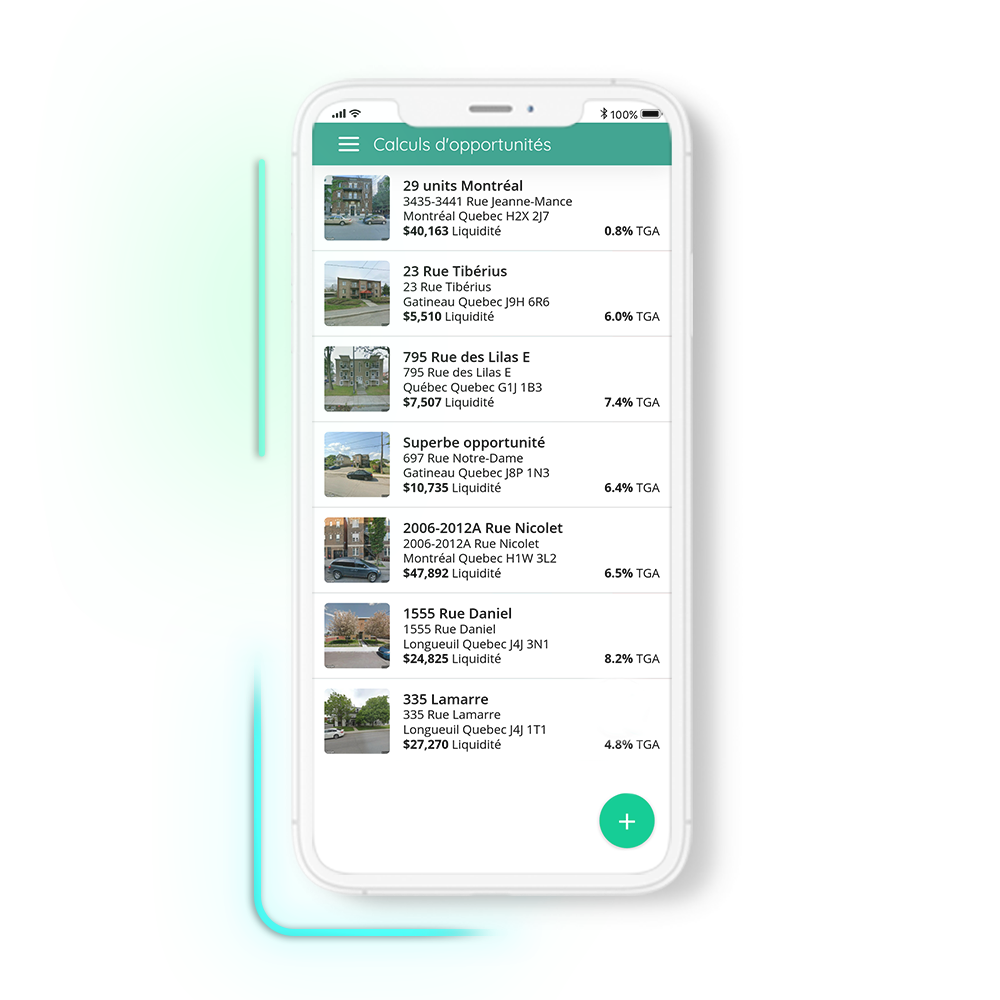 100%
Calculs d'opportunités
29 units Montréal
3435-3441 Rue Jeanne-Mance
Montréal Quebec H2X 2J7
$40,163 Liquidité 0.8% TGA
23 Rue Tibérius
23 Rue Tibérius
Gatineau Quebec J9H 6R6
$5,510 Liquidité 6.0% TGA
795 Rue des Lilas E
795 Rue des Lilas E
Québec Quebec G1J 1B3
$7,507 Liquidité 7.4% TGA
Superbe opportunité
697 Rue Notre-Dame
Gatineau Quebec J8P 1N3
$10,735 Liquidité 6.4% TGA
2006-2012A Rue Nicolet
2006-2012A Rue Nicolet
Montréal Quebec H1W 3L2
$47,892 Liquidité 6.5% TGA
1555 Rue Daniel
1555 Rue Daniel
Longueuil Quebec J4J 3N1
$24,825 Liquidité 8.2% TGA
335 Lamarre
335 Rue Lamarre
Longueuil Quebec J4J 1T1
$27,270 Liquidité 4.8% TGA
+